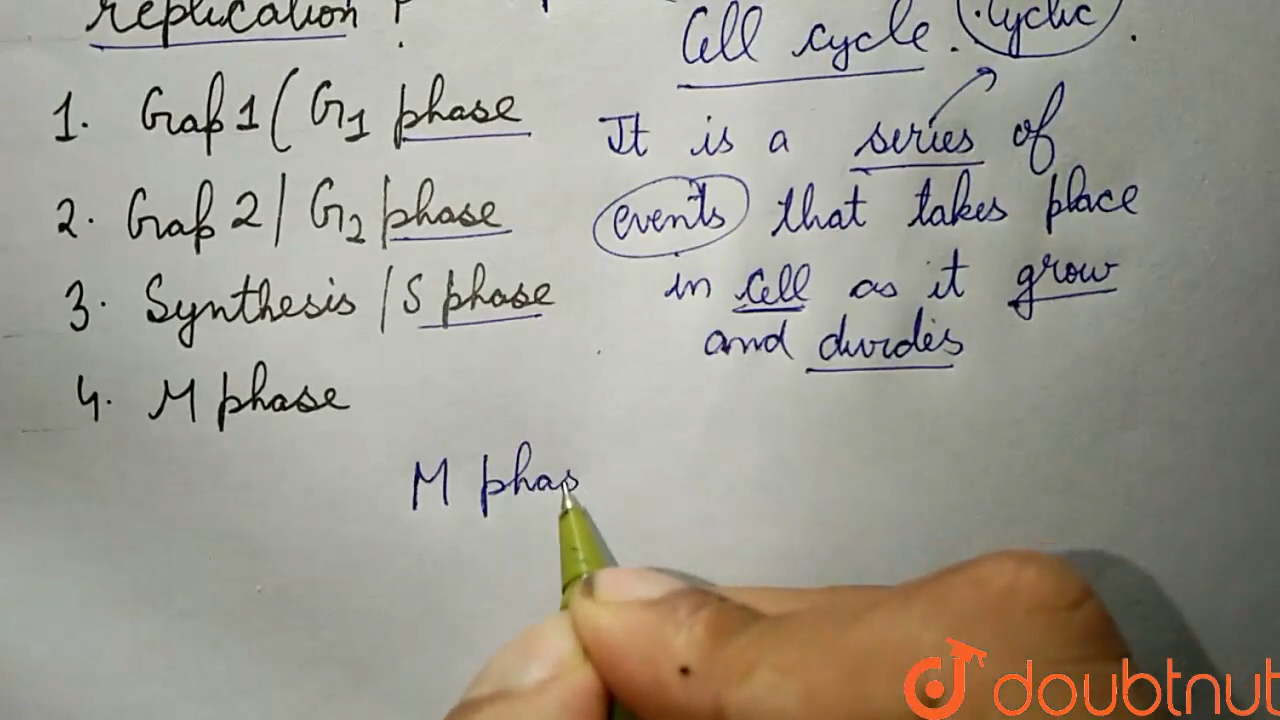 replication ?
1. Gap 1 ( G1 phase
2. Gap 2 / G2 phase
3. Synthesis / S phase
4. M phase
Cell cycle . Cyclic .
It is a series of
events that takes place
in cell as it grow
and divides
M phas
doubtnut